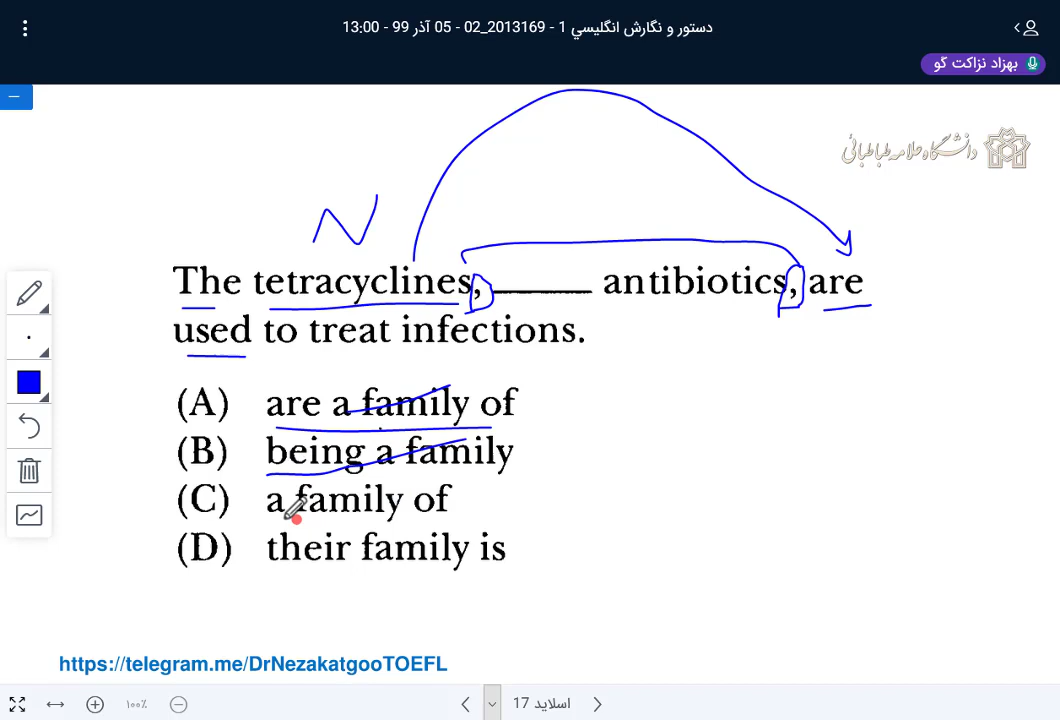 دستور و نگارش انگليسي 1 - 2013169_02 - 05 آذر 99 - 13:00
بهزاد نزاکت گو
دانشگاه علامه طباطبائی
N
The tetracyclines, ______ antibiotics, are
used to treat infections.
(A) are a family of
(B) being a family
(C) a family of
(D) their family is
https://telegram.me/DrNezakatgooTOEFL
۱۰۰٪
اسلاید 17